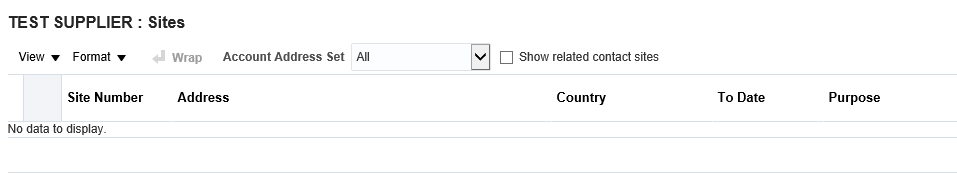 TEST SUPPLIER : Sites
View Format Wrap Account Address Set All Show related contact sites
Site Number Address Country To Date Purpose
No data to display.